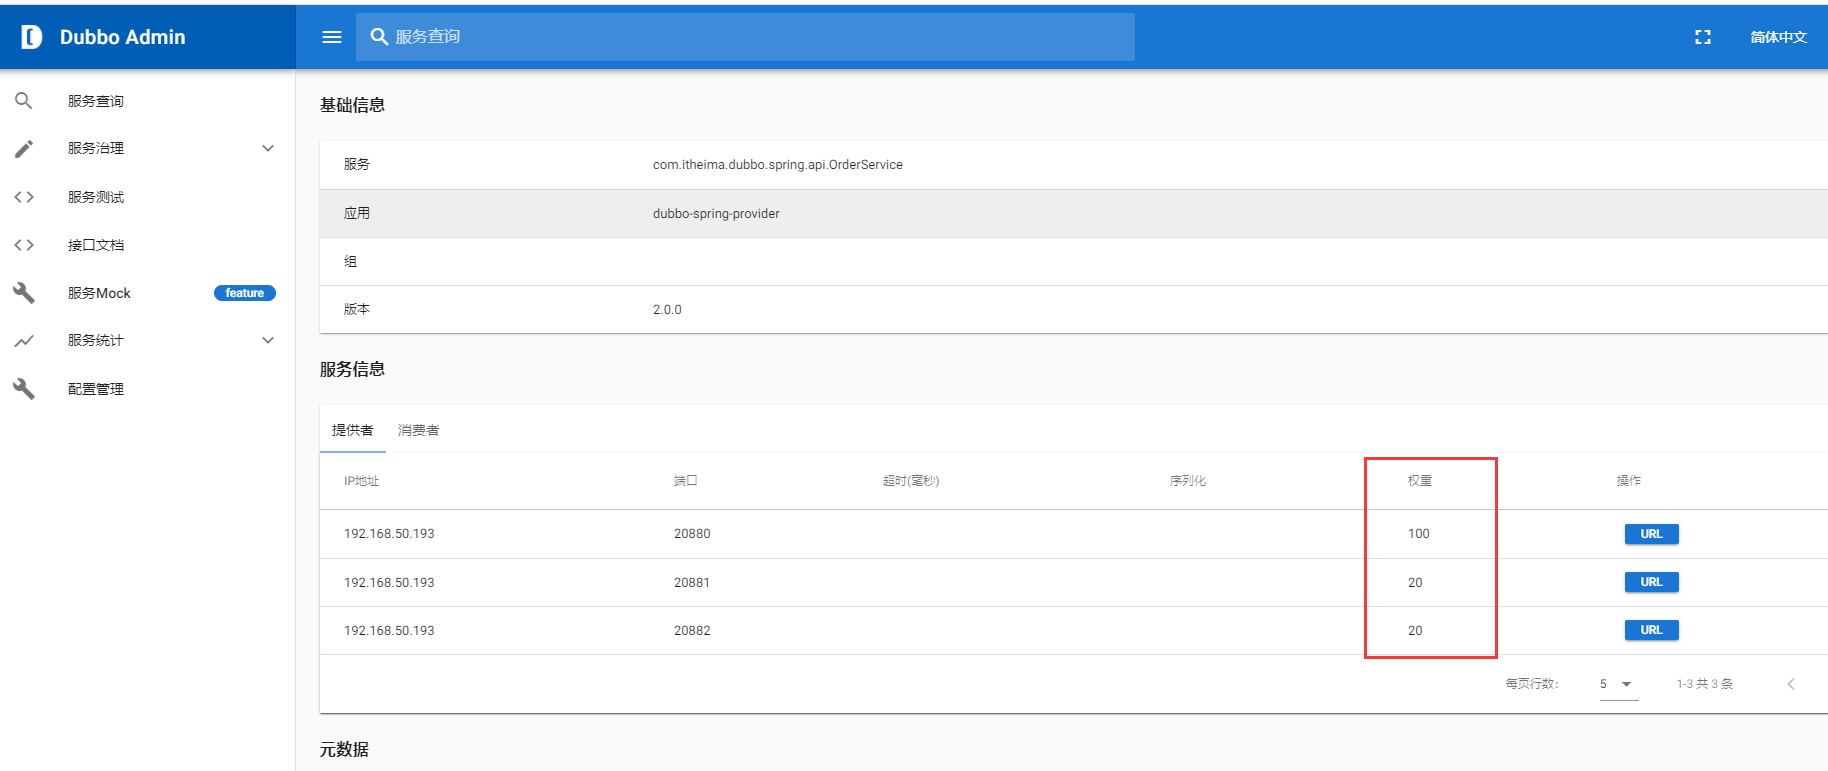 Dubbo Admin
服务查询
简体中文
服务查询
服务治理
服务测试
接口文档
服务Mock feature
服务统计
配置管理
基础信息
服务 com.itheima.dubbo.spring.api.OrderService
应用 dubbo-spring-provider
组
版本 2.0.0
服务信息
提供者 消费者
IP地址 端口 超时(毫秒) 序列化 权重 操作
192.168.50.193 20880 100 URL
192.168.50.193 20881 20 URL
192.168.50.193 20882 20 URL
每页行数: 5 1-3 共 3 条
元数据